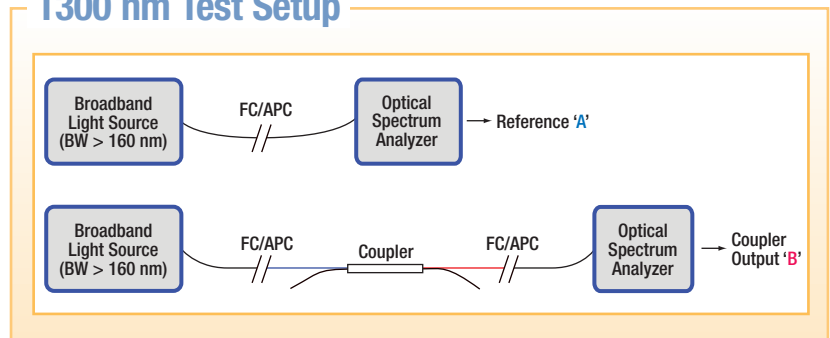 1300 nm Test Setup
Broadband
Light Source
(BW > 160 nm)
FC/APC
Optical
Spectrum
Analyzer
Reference ‘A’
Broadband
Light Source
(BW > 160 nm)
FC/APC
Coupler
FC/APC
Optical
Spectrum
Analyzer
Coupler
Output ‘B’